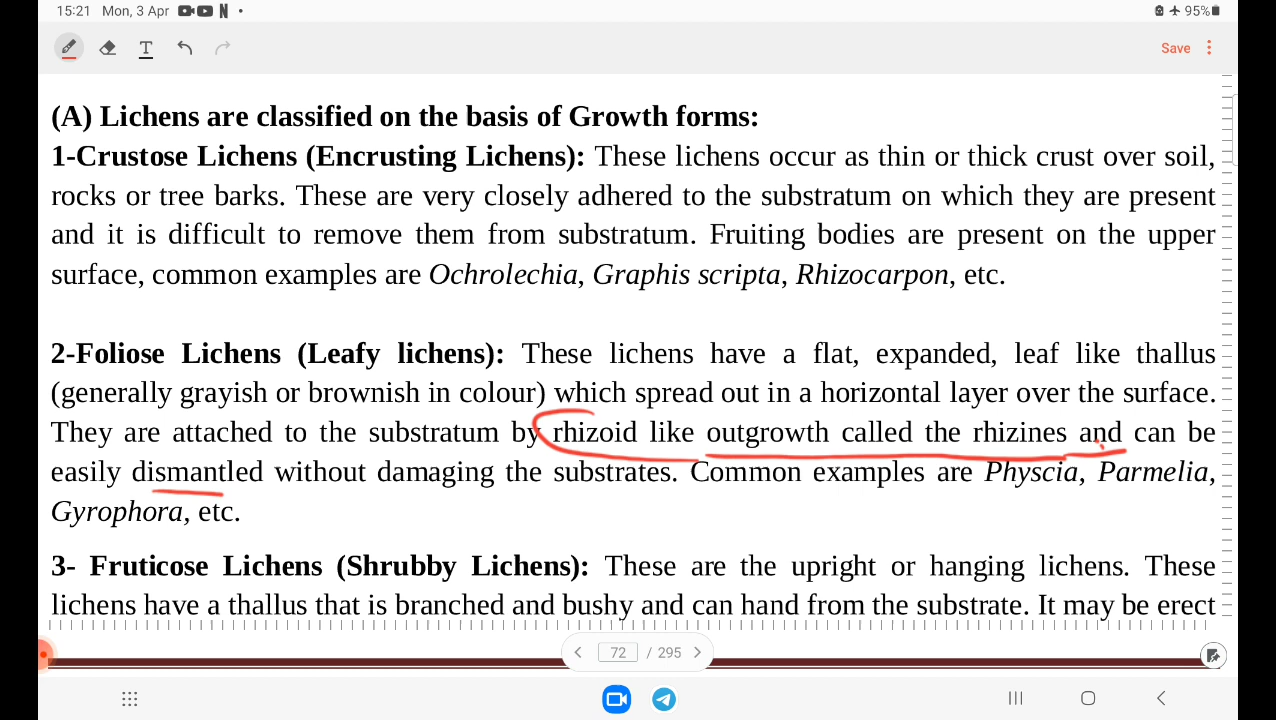 15:21 Mon, 3 Apr N 95%
T Save
(A) Lichens are classified on the basis of Growth forms:
1-Crustose Lichens (Encrusting Lichens): These lichens occur as thin or thick crust over soil,
rocks or tree barks. These are very closely adhered to the substratum on which they are present
and it is difficult to remove them from substratum. Fruiting bodies are present on the upper
surface, common examples are Ochrolechia, Graphis scripta, Rhizocarpon, etc.
2-Foliose Lichens (Leafy lichens): These lichens have a flat, expanded, leaf like thallus
(generally grayish or brownish in colour) which spread out in a horizontal layer over the surface.
They are attached to the substratum by rhizoid like outgrowth called the rhizines and can be
easily dismantled without damaging the substrates. Common examples are Physcia, Parmelia,
Gyrophora, etc.
3- Fruticose Lichens (Shrubby Lichens): These are the upright or hanging lichens. These
lichens have a thallus that is branched and bushy and can hand from the substrate. It may be erect
72 / 295